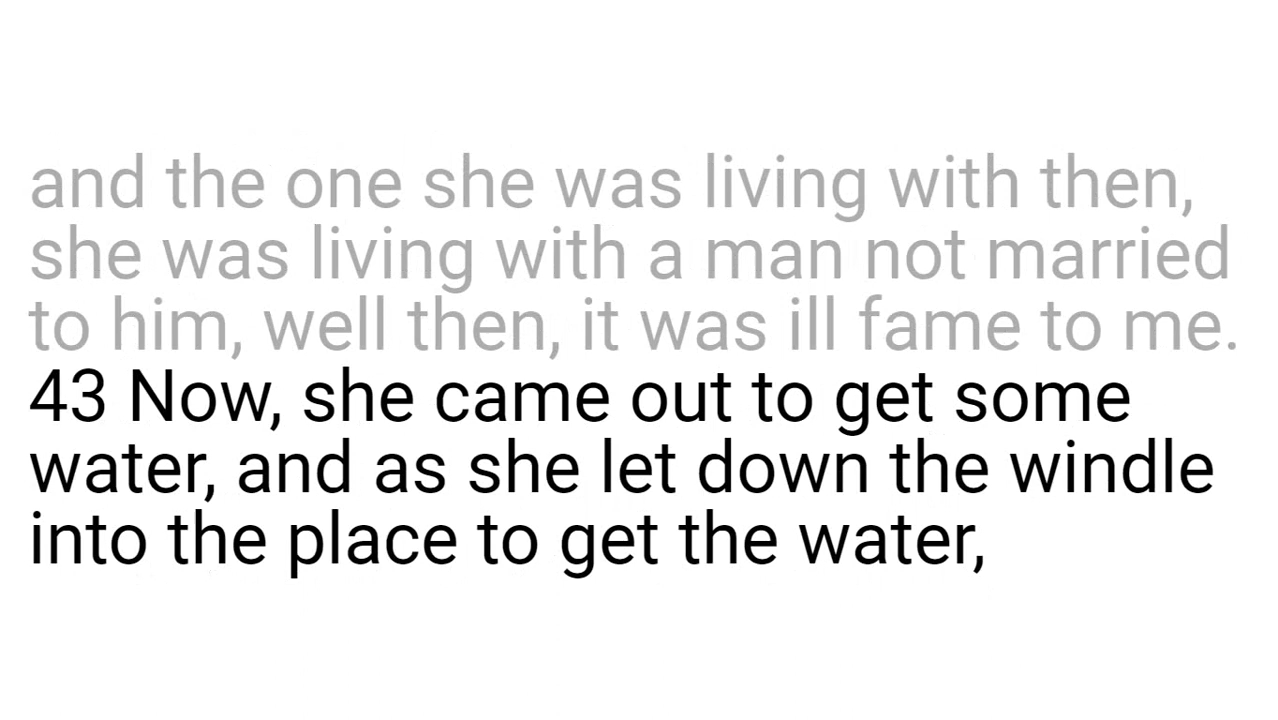 and the one she was living with then,
she was living with a man not married
to him, well then, it was ill fame to me.
43 Now, she came out to get some
water, and as she let down the windle
into the place to get the water,